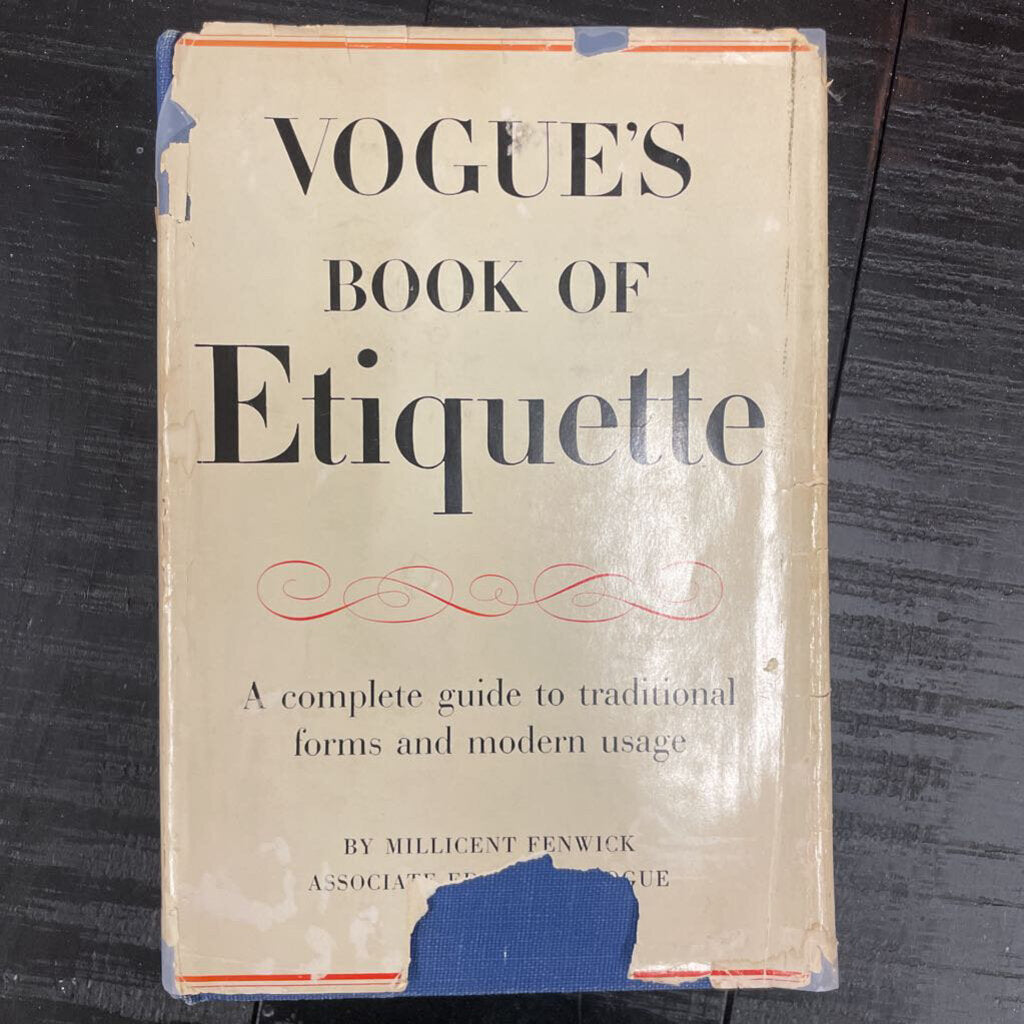 VOGUE'S
BOOK OF
Etiquette
A complete guide to traditional
forms and modern usage
BY MILLICENT FENWICK
ASSOCIATE